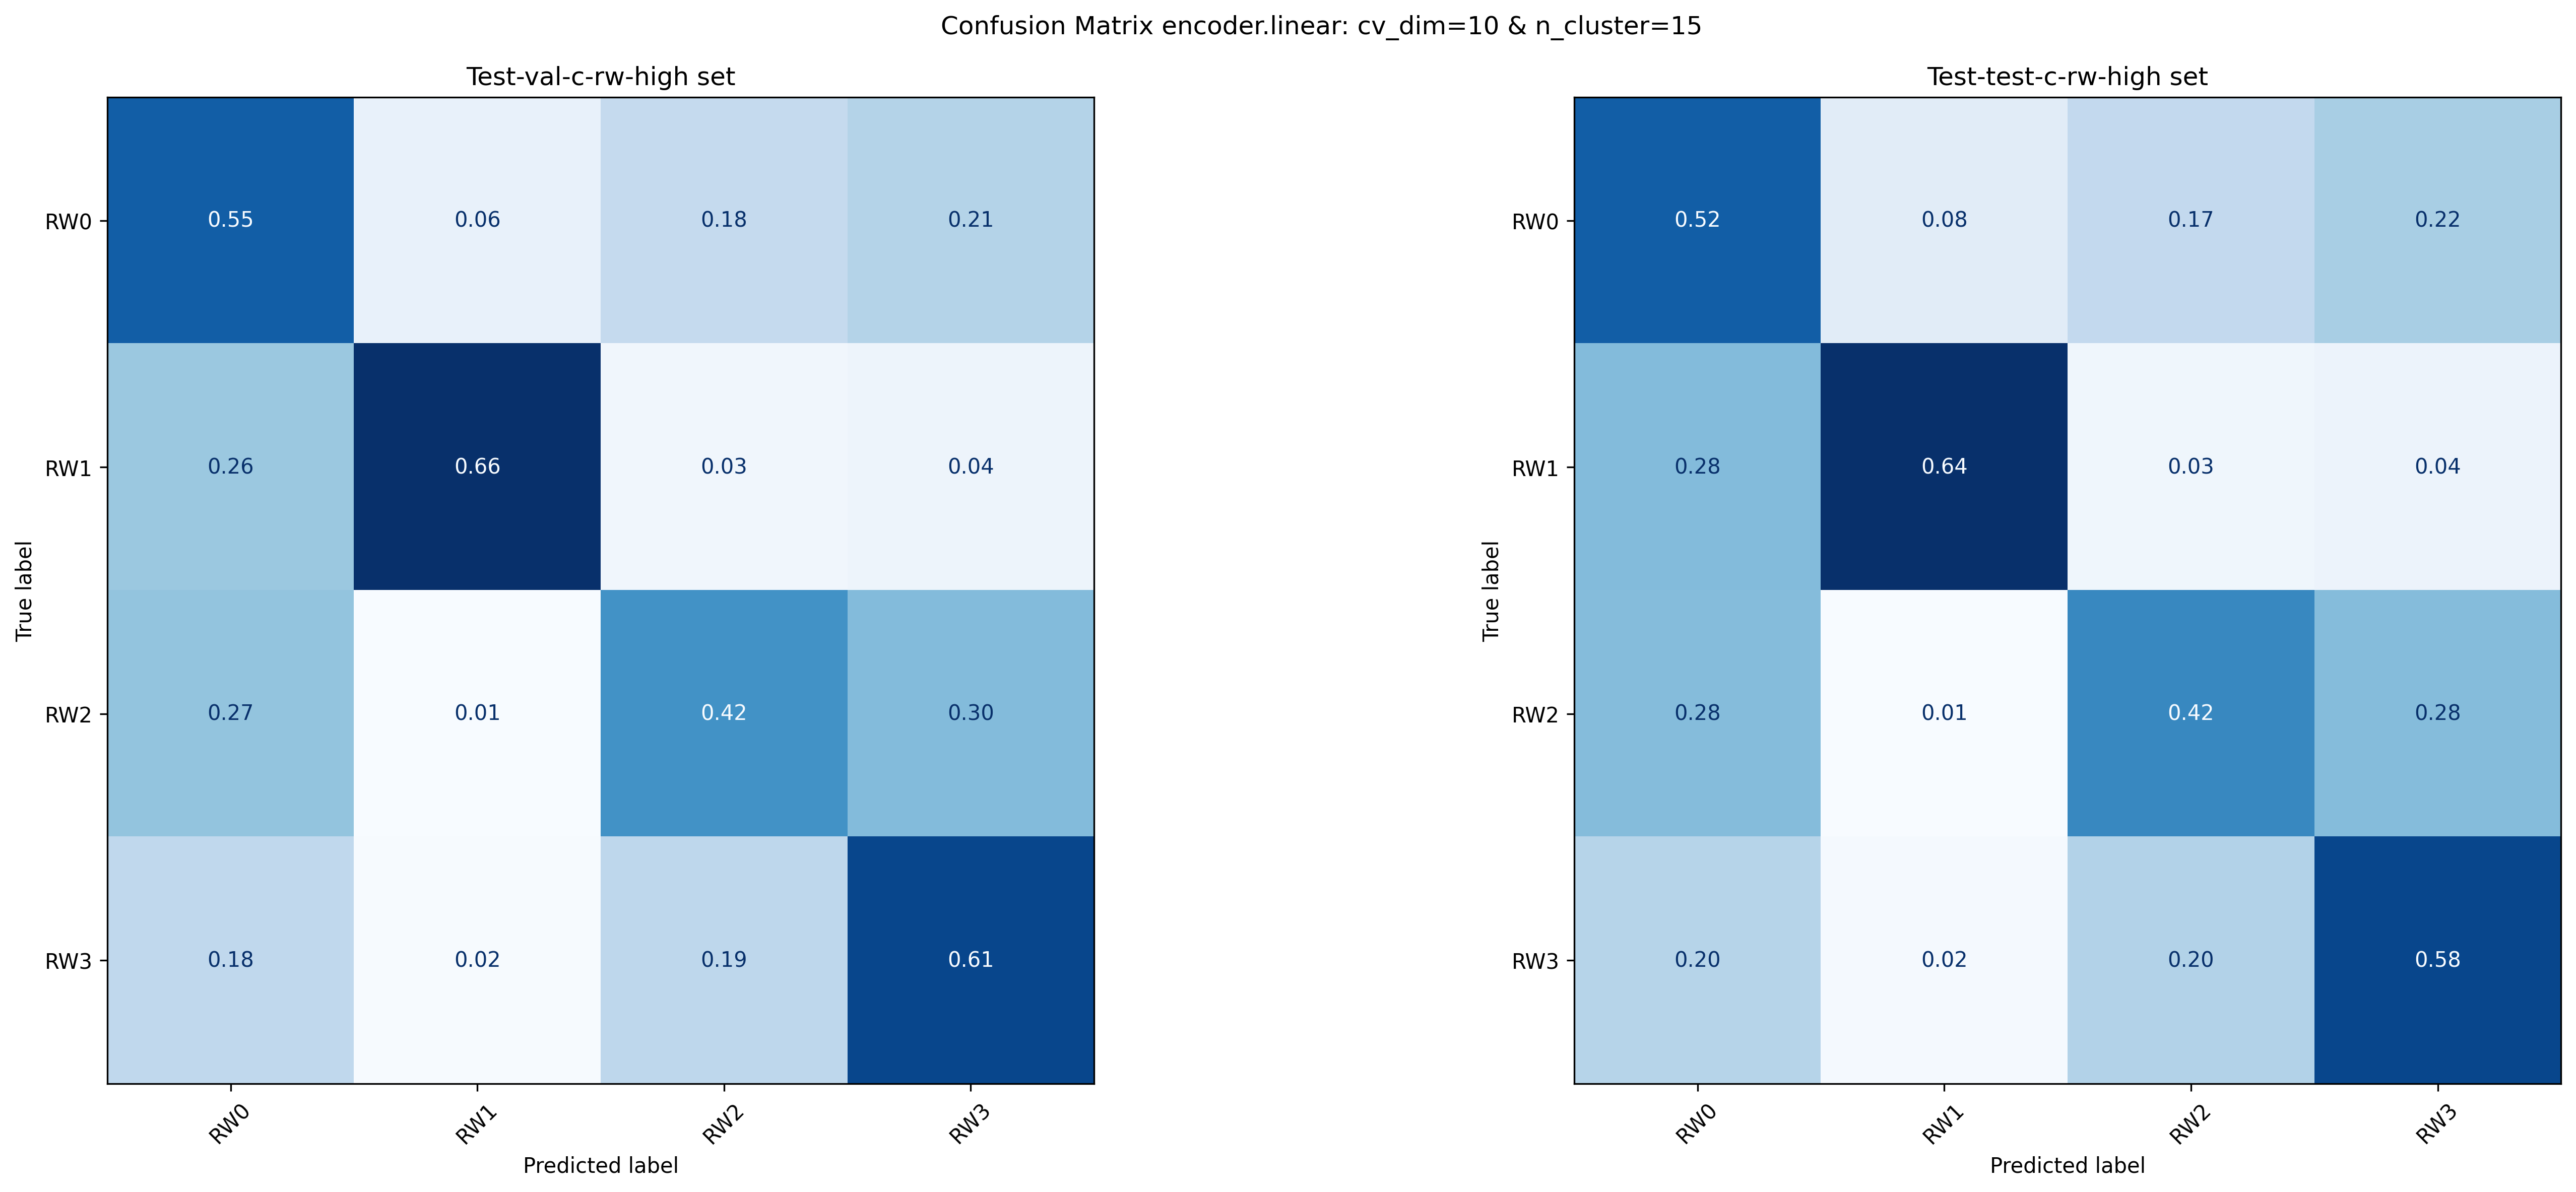 Confusion Matrix encoder.linear: cv_dim=10 & n_cluster=15
Test-val-c-rw-high set
True label
RW0 0.55 0.06 0.18 0.21
RW1 0.26 0.66 0.03 0.04
RW2 0.27 0.01 0.42 0.30
RW3 0.18 0.02 0.19 0.61
RW0 RW1 RW2 RW3
Predicted label
Test-test-c-rw-high set
True label
RW0 0.52 0.08 0.17 0.22
RW1 0.28 0.64 0.03 0.04
RW2 0.28 0.01 0.42 0.28
RW3 0.20 0.02 0.20 0.58
RW0 RW1 RW2 RW3
Predicted label